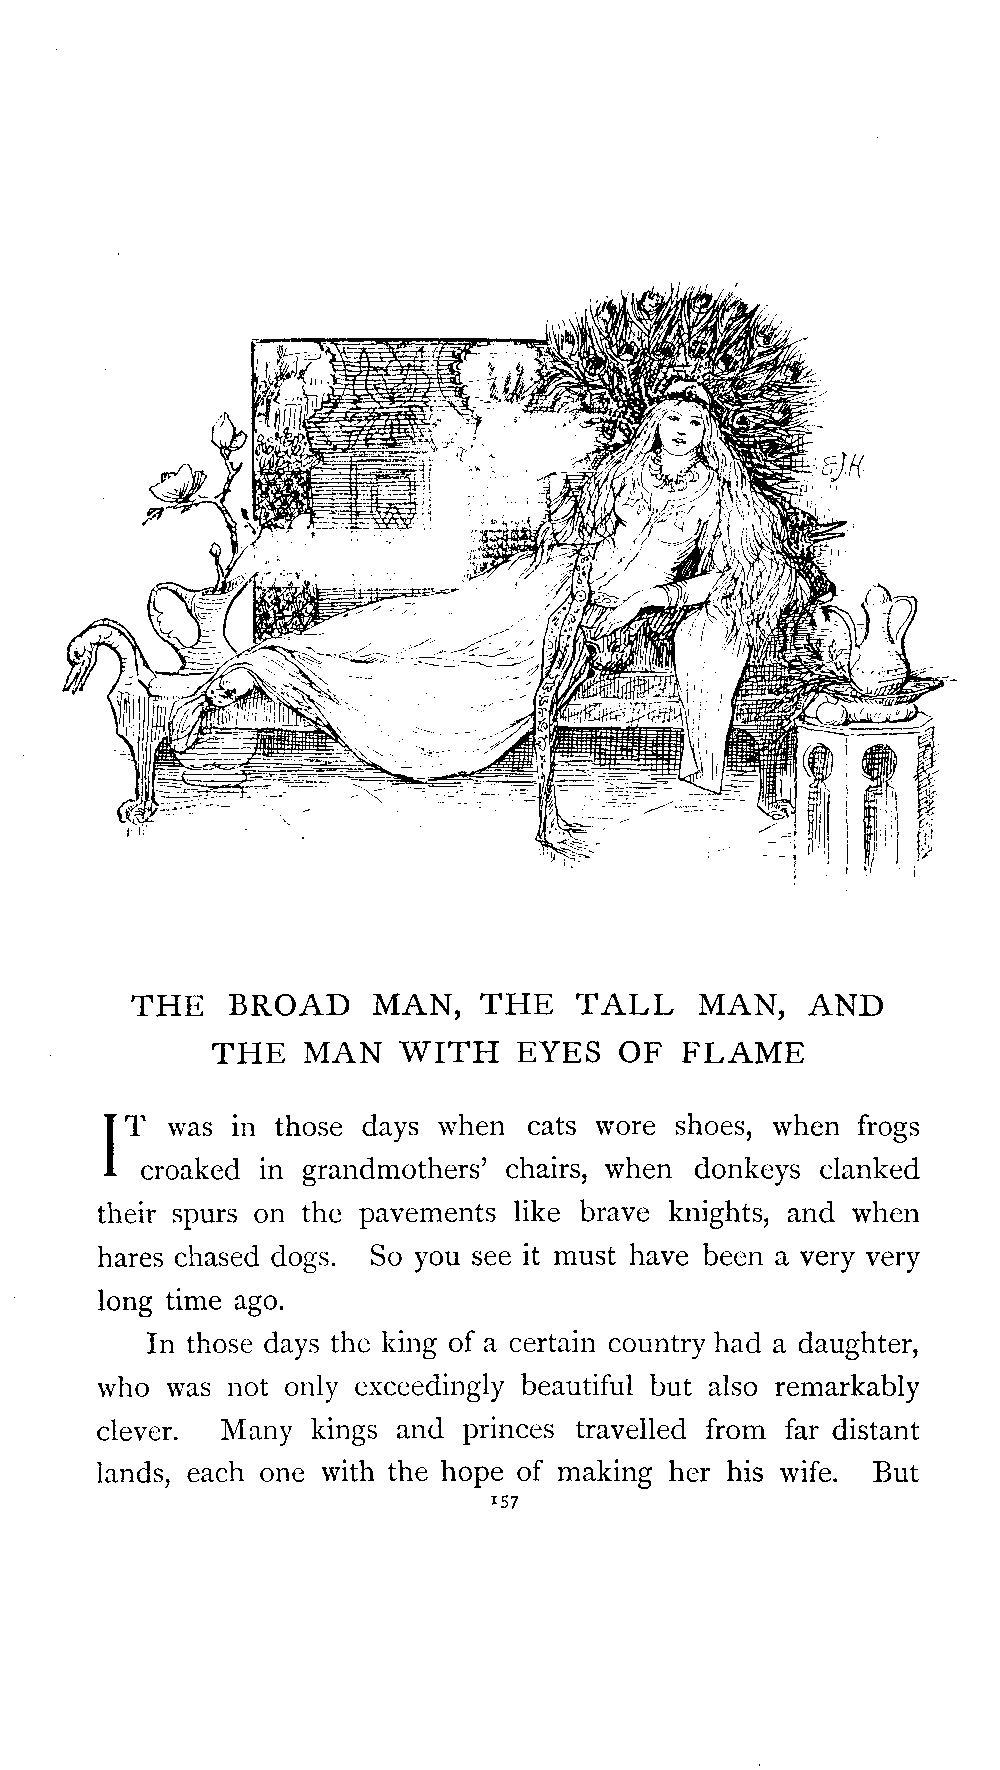 EJH
THE BROAD MAN, THE TALL MAN, AND
THE MAN WITH EYES OF FLAME
IT was in those days when cats wore shoes, when frogs
croaked in grandmothers’ chairs, when donkeys clanked
their spurs on the pavements like brave knights, and when
hares chased dogs. So you see it must have been a very very
long time ago.
In those days the king of a certain country had a daughter,
who was not only exceedingly beautiful but also remarkably
clever. Many kings and princes travelled from far distant
lands, each one with the hope of making her his wife. But
157